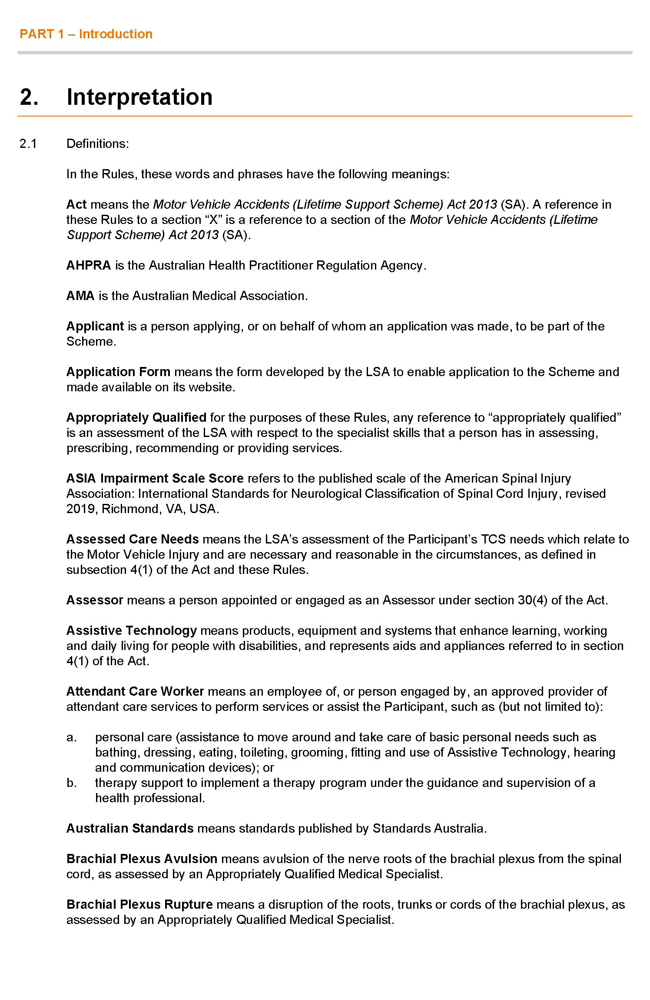 PART 1 – Introduction
2. Interpretation
2.1 Definitions:
In the Rules, these words and phrases have the following meanings:
Act means the Motor Vehicle Accidents (Lifetime Support Scheme) Act 2013 (SA). A reference in
these Rules to a section “X” is a reference to a section of the Motor Vehicle Accidents (Lifetime
Support Scheme) Act 2013 (SA).
AHPRA is the Australian Health Practitioner Regulation Agency.
AMA is the Australian Medical Association.
Applicant is a person applying, or on behalf of whom an application was made, to be part of the
Scheme.
Application Form means the form developed by the LSA to enable application to the Scheme and
made available on its website.
Appropriately Qualified for the purposes of these Rules, any reference to “appropriately qualified”
is an assessment of the LSA with respect to the specialist skills that a person has in assessing,
prescribing, recommending or providing services.
ASIA Impairment Scale Score refers to the published scale of the American Spinal Injury
Association: International Standards for Neurological Classification of Spinal Cord Injury, revised
2019, Richmond, VA, USA.
Assessed Care Needs means the LSA’s assessment of the Participant’s TCS needs which relate to
the Motor Vehicle Injury and are necessary and reasonable in the circumstances, as defined in
subsection 4(1) of the Act and these Rules.
Assessor means a person appointed or engaged as an Assessor under section 30(4) of the Act.
Assistive Technology means products, equipment and systems that enhance learning, working
and daily living for people with disabilities, and represents aids and appliances referred to in section
4(1) of the Act.
Attendant Care Worker means an employee of, or person engaged by, an approved provider of
attendant care services to perform services or assist the Participant, such as (but not limited to):
a. personal care (assistance to move around and take care of basic personal needs such as
bathing, dressing, eating, toileting, grooming, fitting and use of Assistive Technology, hearing
and communication devices); or
b. therapy support to implement a therapy program under the guidance and supervision of a
health professional.
Australian Standards means standards published by Standards Australia.
Brachial Plexus Avulsion means avulsion of the nerve roots of the brachial plexus from the spinal
cord, as assessed by an Appropriately Qualified Medical Specialist.
Brachial Plexus Rupture means a disruption of the roots, trunks or cords of the brachial plexus, as
assessed by an Appropriately Qualified Medical Specialist.